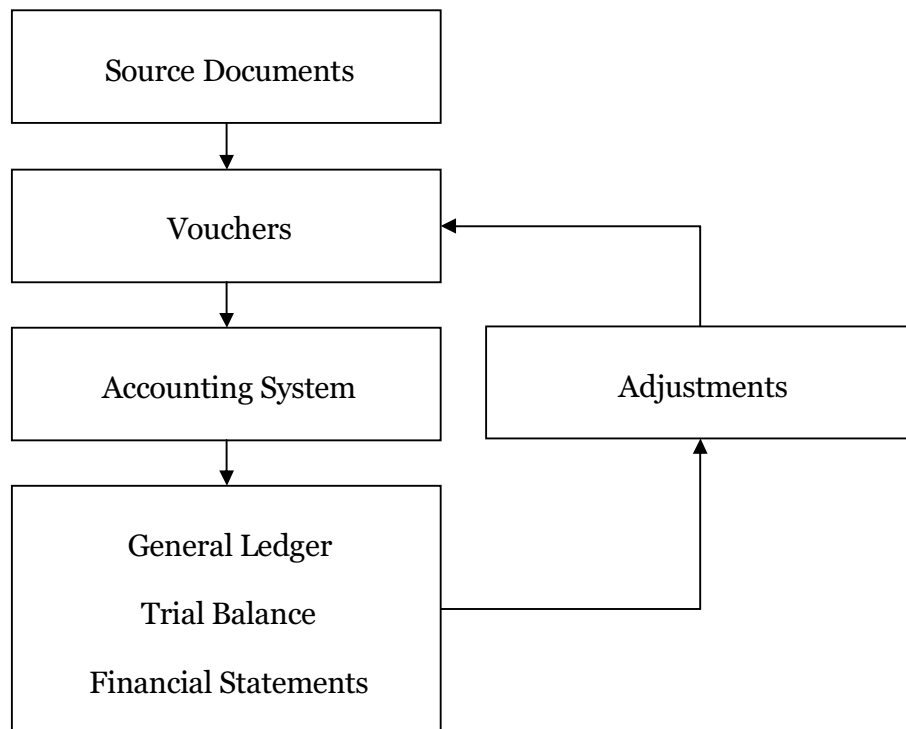 Source Documents
Vouchers
Accounting System
Adjustments
General Ledger
Trial Balance
Financial Statements